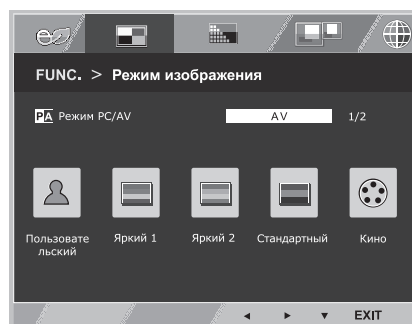 eco
FUNC. > Режим изображения
PA Режим PC/AV AV 1/2
Пользовате
льский
Яркий 1 Яркий 2 Стандартный Кино
EXIT